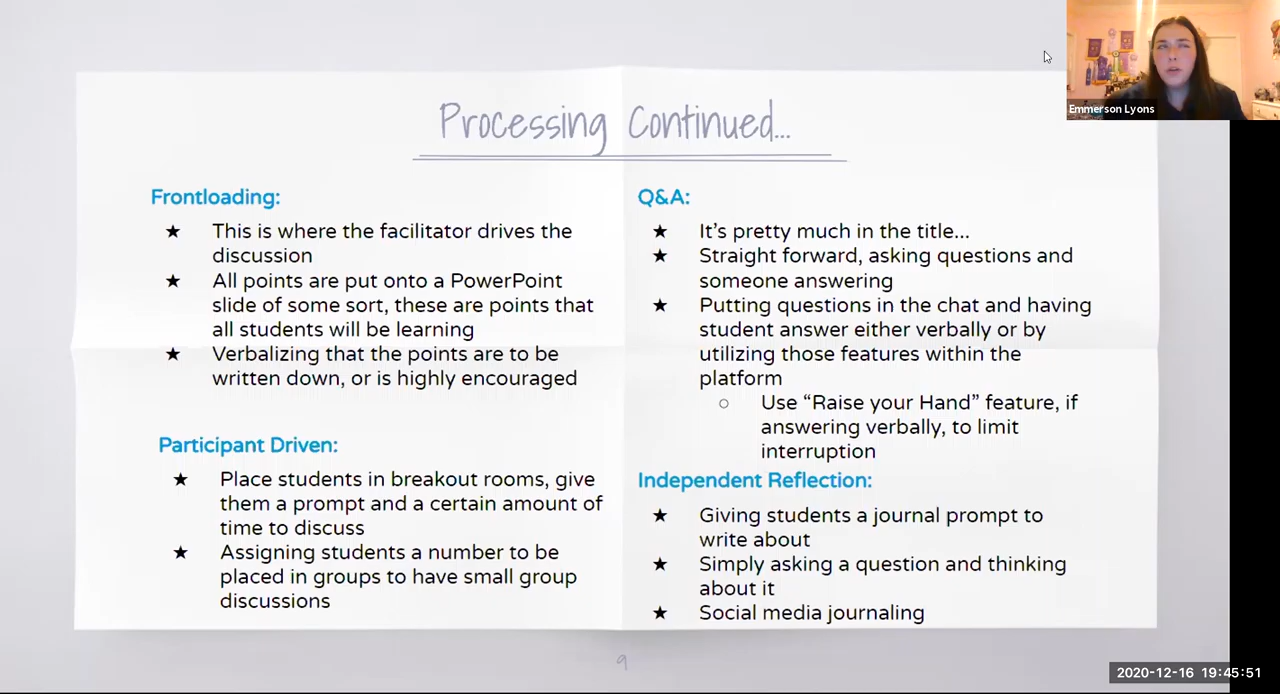 Emmerson Lyons
Processing Continued...
Frontloading:
★ This is where the facilitator drives the
discussion
★ All points are put onto a PowerPoint
slide of some sort, these are points that
all students will be learning
★ Verbalizing that the points are to be
written down, or is highly encouraged
Participant Driven:
★ Place students in breakout rooms, give
them a prompt and a certain amount of
time to discuss
★ Assigning students a number to be
placed in groups to have small group
discussions
Q&A:
★ It's pretty much in the title...
★ Straight forward, asking questions and
someone answering
★ Putting questions in the chat and having
student answer either verbally or by
utilizing those features within the
platform
○ Use “Raise your Hand” feature, if
answering verbally, to limit
interruption
Independent Reflection:
★ Giving students a journal prompt to
write about
★ Simply asking a question and thinking
about it
★ Social media journaling
9
2020-12-16 19:45:51